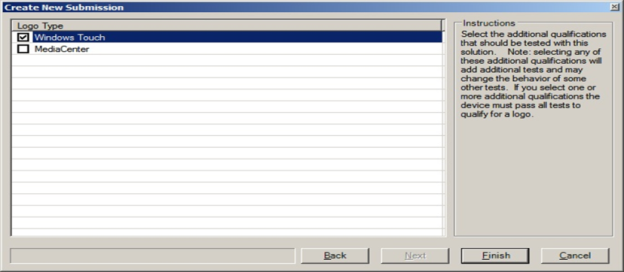 Create New Submission
Logo Type
Windows Touch
MediaCenter
Instructions
Select the additional qualifications
that should be tested with this
solution. Note: selecting any of
these additional qualifications will
add additional tests and may
change the behavior of some
other tests. If you select one or
more additional qualifications the
device must pass all tests to
qualify for a logo.
Back
Next
Finish
Cancel